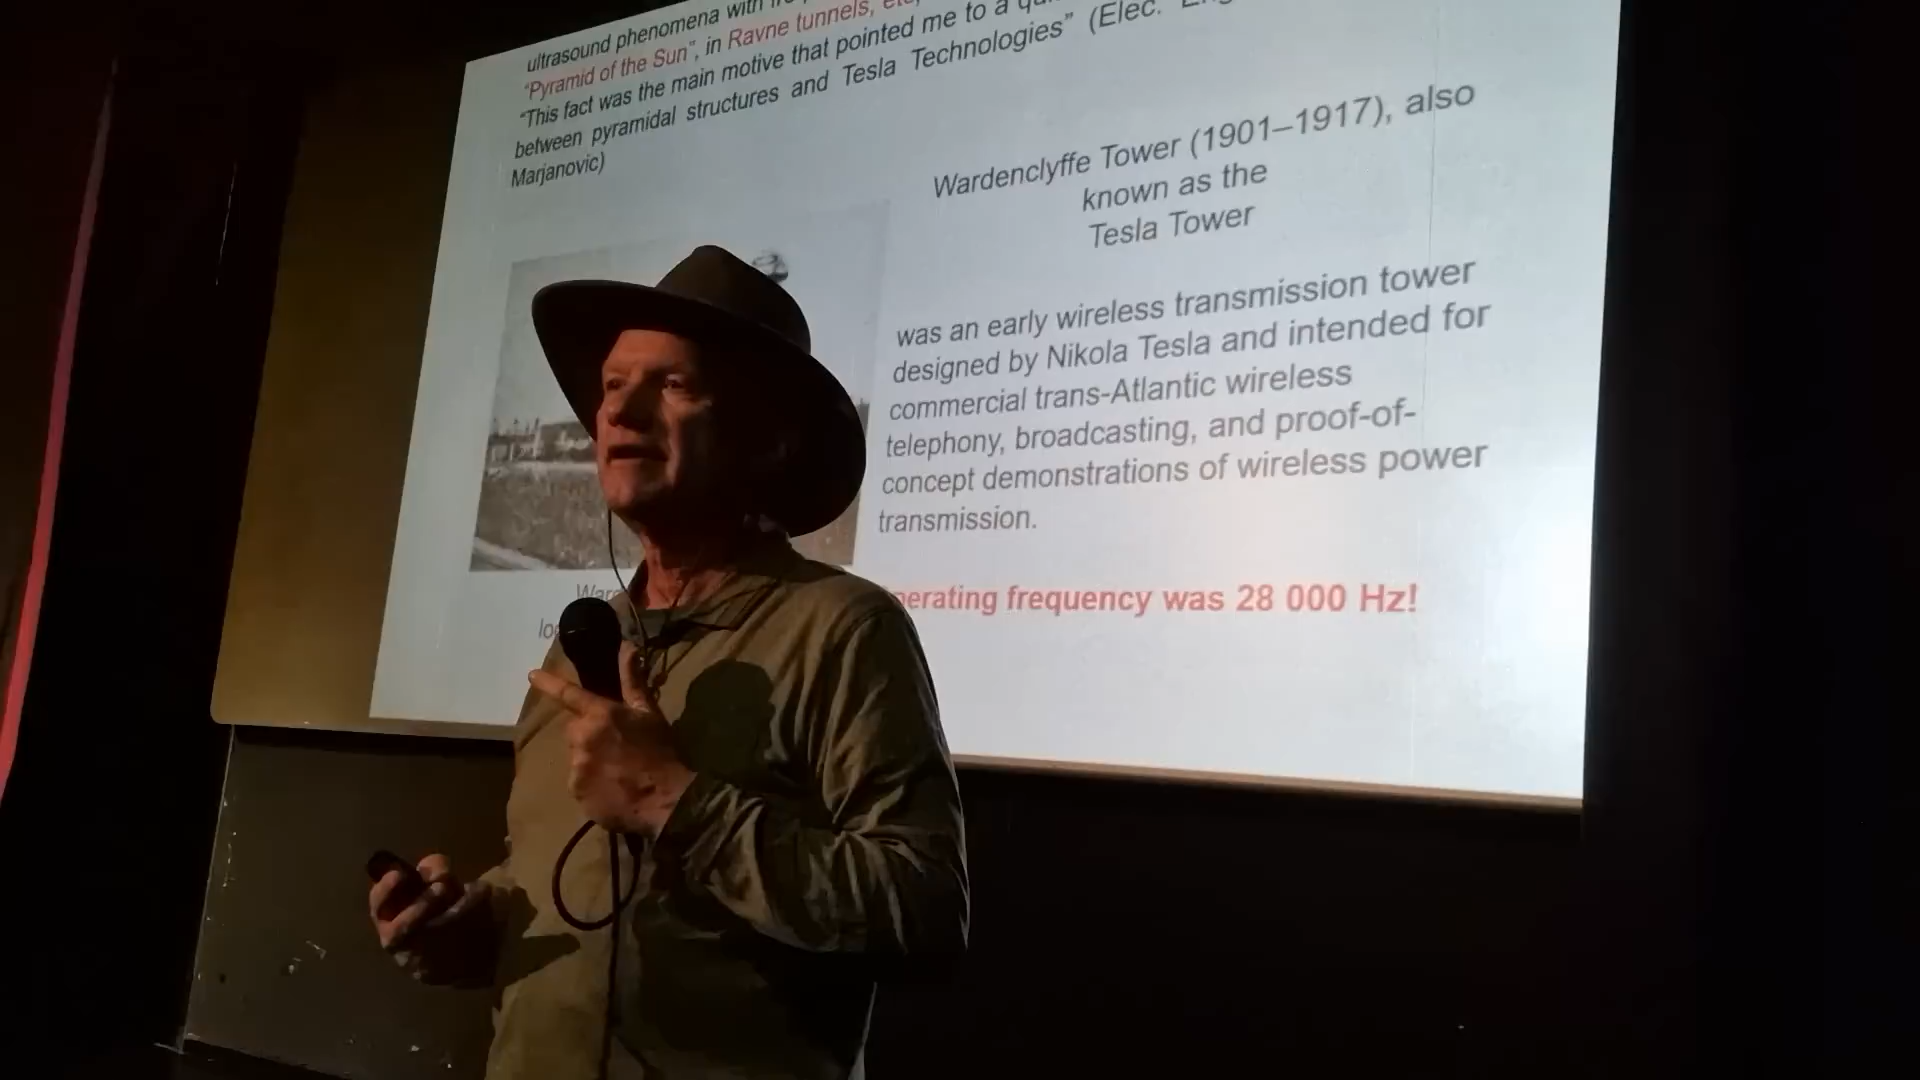 ultrasound phenomena with
"Pyramid of the Sun", in Ravne tunnels,
"This fact was the main motive that pointed me to a
between pyramidal structures and Tesla Technologies" (Elec.
Marjanovic)
Wardenclyffe Tower (1901–1917), also
known as the
Tesla Tower
was an early wireless transmission tower
designed by Nikola Tesla and intended for
commercial trans-Atlantic wireless
telephony, broadcasting, and proof-of-
concept demonstrations of wireless power
transmission.
frequency was 28 000 Hz!